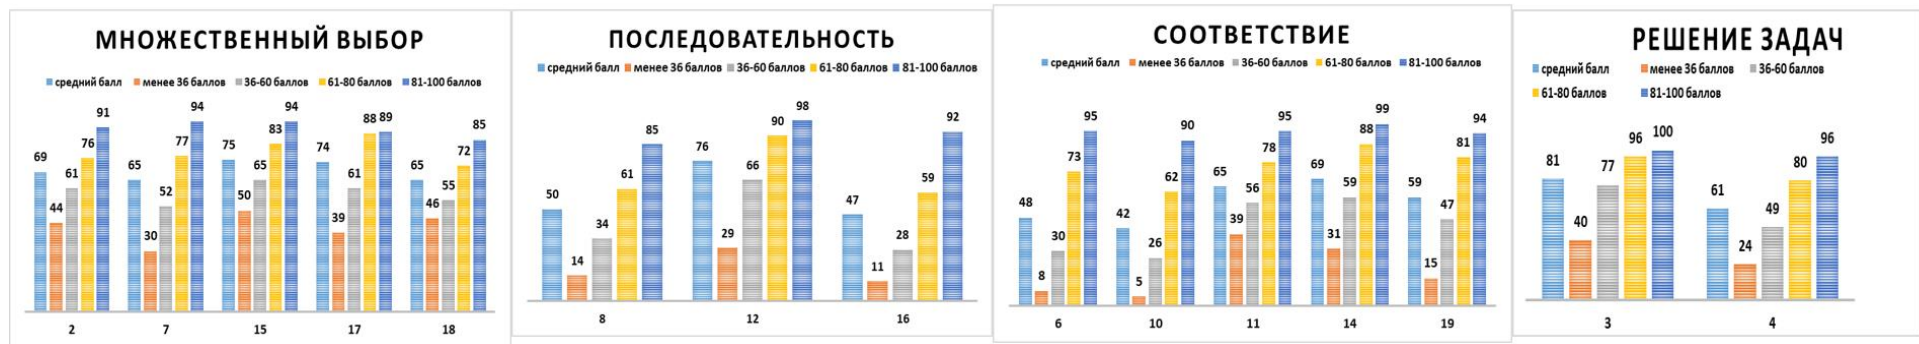 МНОЖЕСТВЕННЫЙ ВЫБОР
средний балл менее 36 баллов 36-60 баллов 61-80 баллов 81-100 баллов
69 44 61 76 91
65 30 52 77 94
75 50 65 83 94
74 39 61 88 89
65 46 55 72 85
2 7 15 17 18
ПОСЛЕДОВАТЕЛЬНОСТЬ
средний балл менее 36 баллов 36-60 баллов 61-80 баллов 81-100 баллов
50 14 34 61 85
76 29 66 90 98
47 11 28 59 92
8 12 16
СООТВЕТСТВИЕ
средний балл менее 36 баллов 36-60 баллов 61-80 баллов 81-100 баллов
48 8 30 73 95
42 5 26 62 90
65 39 56 78 95
69 31 59 88 99
59 15 47 81 94
6 10 11 14 19
РЕШЕНИЕ ЗАДАЧ
средний балл менее 36 баллов 36-60 баллов
61-80 баллов 81-100 баллов
81 40 77 96 100
61 24 49 80 96
3 4